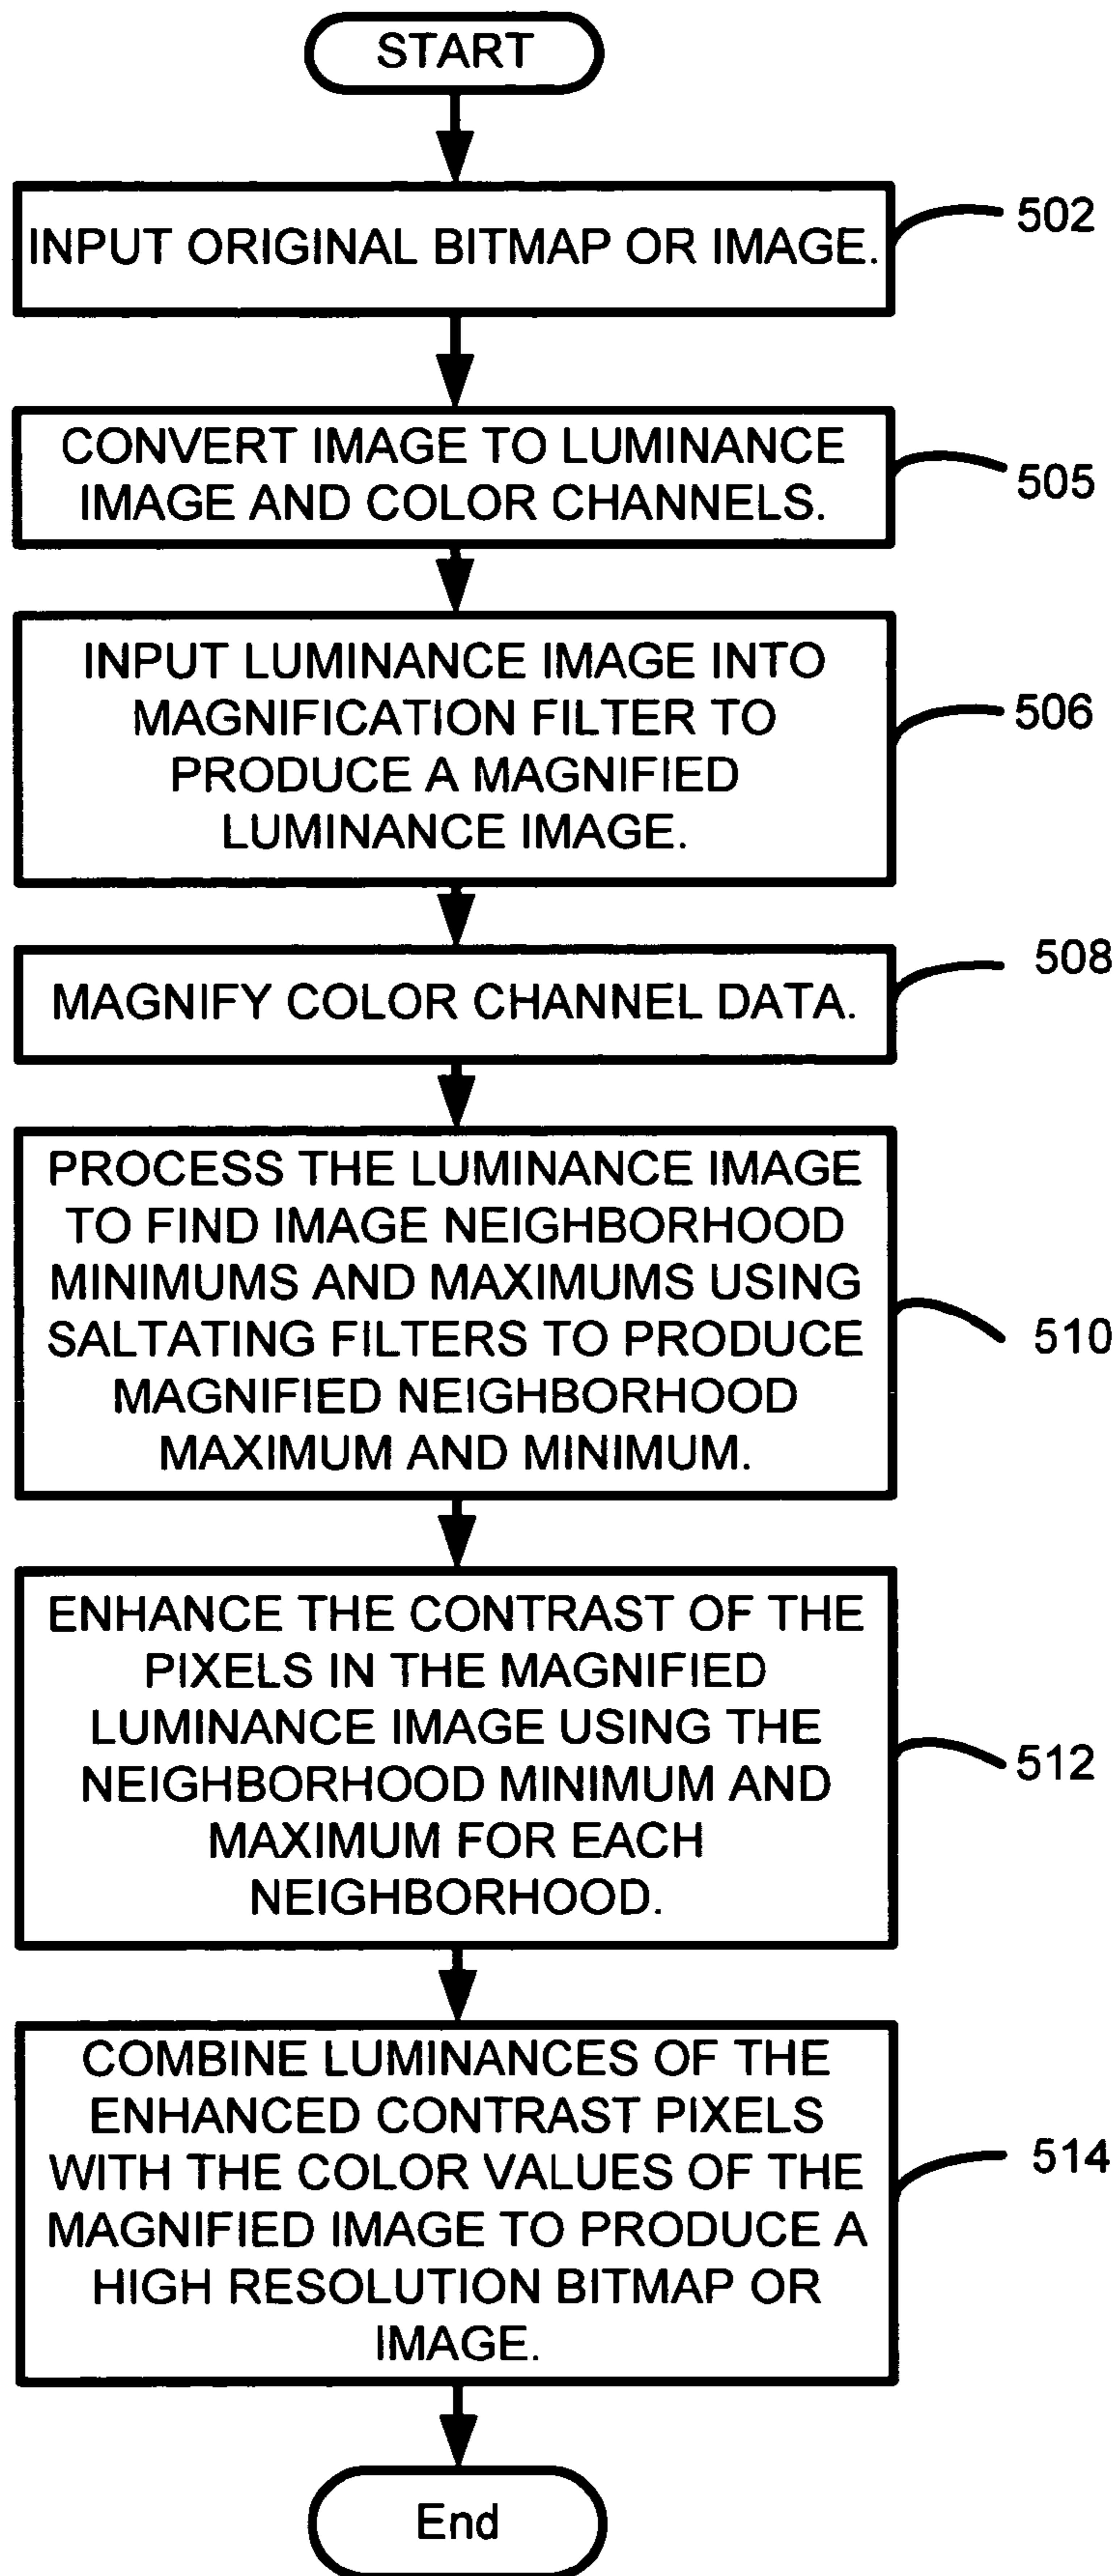 START
INPUT ORIGINAL BITMAP OR IMAGE.
502
CONVERT IMAGE TO LUMINANCE
IMAGE AND COLOR CHANNELS.
505
INPUT LUMINANCE IMAGE INTO
MAGNIFICATION FILTER TO
PRODUCE A MAGNIFIED
LUMINANCE IMAGE.
506
MAGNIFY COLOR CHANNEL DATA.
508
PROCESS THE LUMINANCE IMAGE
TO FIND IMAGE NEIGHBORHOOD
MINIMUMS AND MAXIMUMS USING
SALTATING FILTERS TO PRODUCE
MAGNIFIED NEIGHBORHOOD
MAXIMUM AND MINIMUM.
510
ENHANCE THE CONTRAST OF THE
PIXELS IN THE MAGNIFIED
LUMINANCE IMAGE USING THE
NEIGHBORHOOD MINIMUM AND
MAXIMUM FOR EACH
NEIGHBORHOOD.
512
COMBINE LUMINANCES OF THE
ENHANCED CONTRAST PIXELS
WITH THE COLOR VALUES OF THE
MAGNIFIED IMAGE TO PRODUCE A
HIGH RESOLUTION BITMAP OR
IMAGE.
514
End